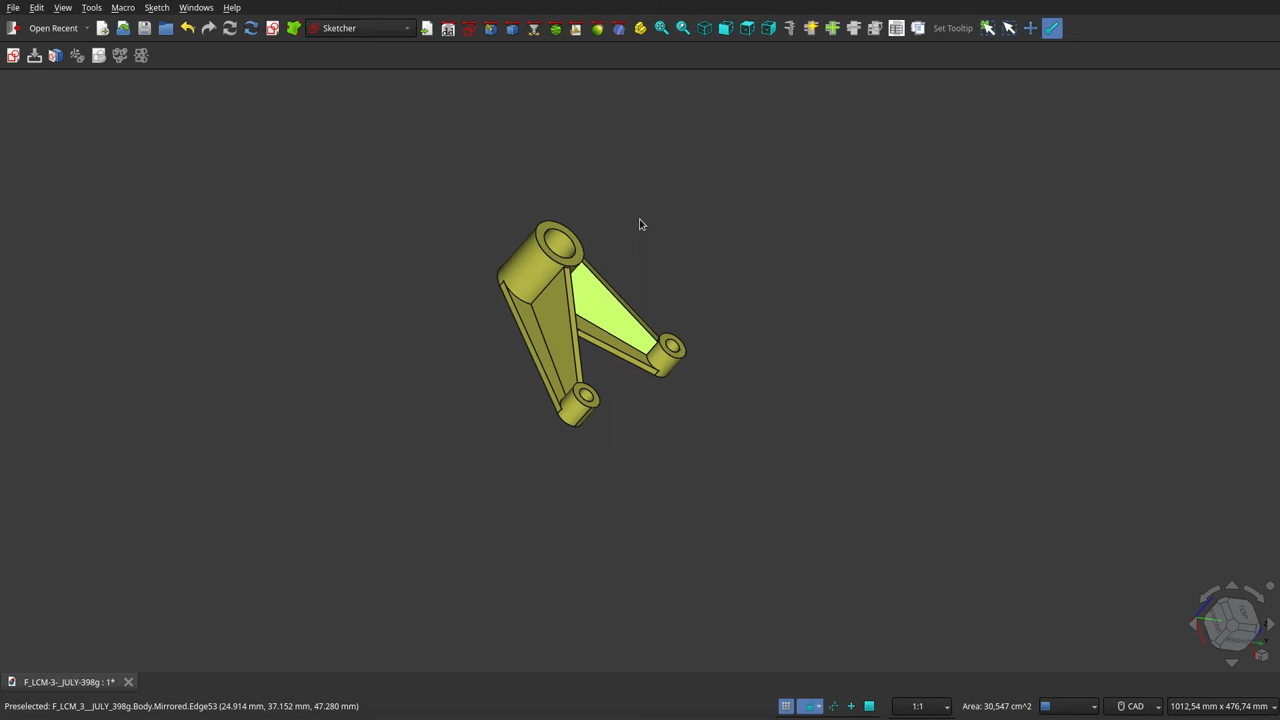 File Edit View Tools Macro Sketch Windows Help
Open Recent Sketcher Set Tooltip
F_LCM-3-_JULY-398g : 1*
Preselected: F_LCM_3__JULY_398g.Body.Mirrored.Edge53 (24.914 mm, 37.152 mm, 47.280 mm) 1:1 Area: 30,547 cm^2 CAD 1012,54 mm x 476,74 mm